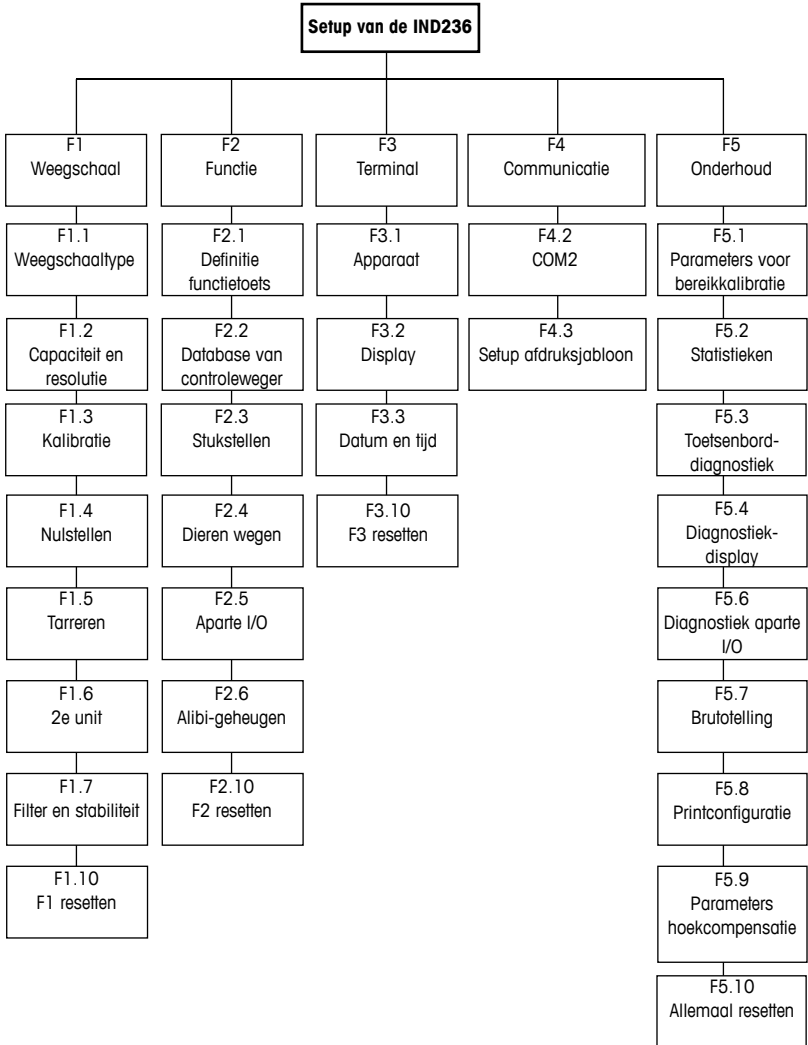 Setup van de IND236
F1
Weegschaal
F2
Functie
F3
Terminal
F4
Communicatie
F5
Onderhoud
F1.1
Weegschaaltype
F1.2
Capaciteit en
resolutie
F1.3
Kalibratie
F1.4
Nulstellen
F1.5
Tarreren
F1.6
2e unit
F1.7
Filter en stabiliteit
F1.10
F1 resetten
F2.1
Definitie
functietoets
F2.2
Database van
controleweger
F2.3
Stukstellen
F2.4
Dieren wegen
F2.5
Aparte I/O
F2.6
Alibi-geheugen
F2.10
F2 resetten
F3.1
Apparaat
F3.2
Display
F3.3
Datum en tijd
F3.10
F3 resetten
F4.2
COM2
F4.3
Setup afdruksjabloon
F5.1
Parameters voor
bereikkalibratie
F5.2
Statistieken
F5.3
Toetsenbord-
diagnostiek
F5.4
Diagnostiek-
display
F5.6
Diagnostiek aparte
I/O
F5.7
Brutotelling
F5.8
Printconfiguratie
F5.9
Parameters
hoekcompensatie
F5.10
Allemaal resetten